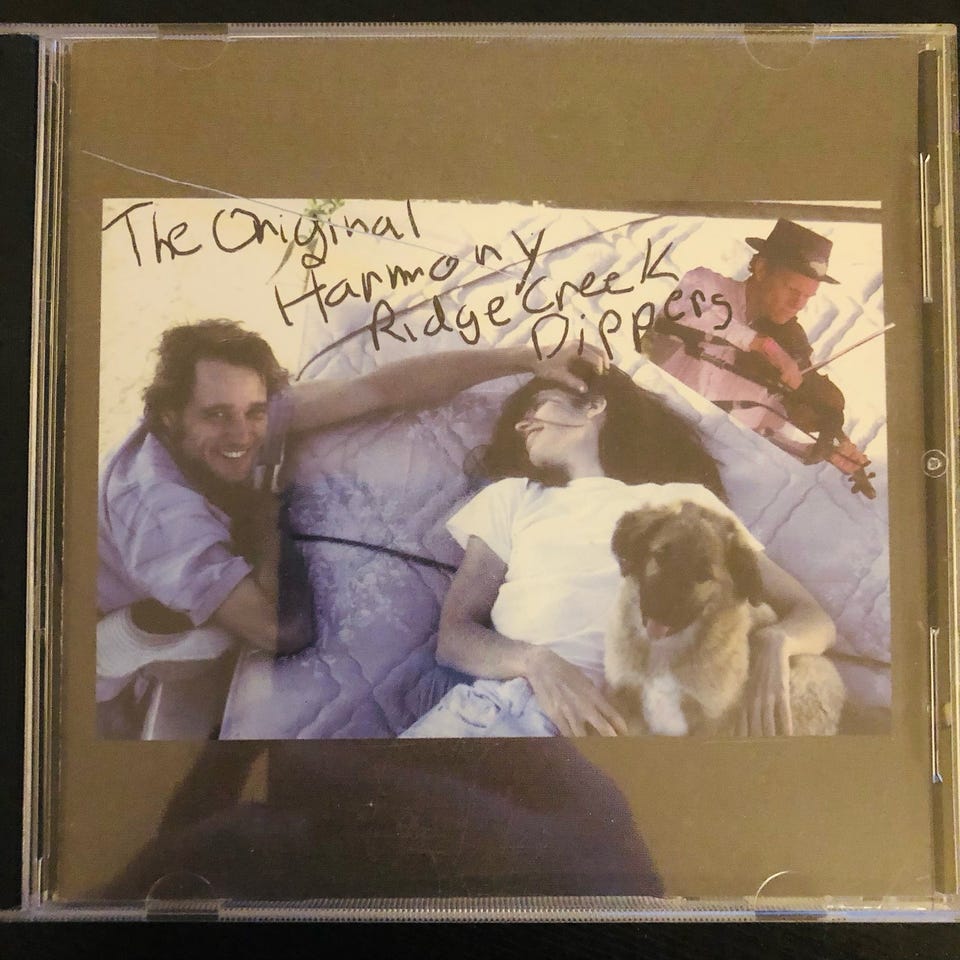 The Original
Harmony
Ridge Creek
Dippers